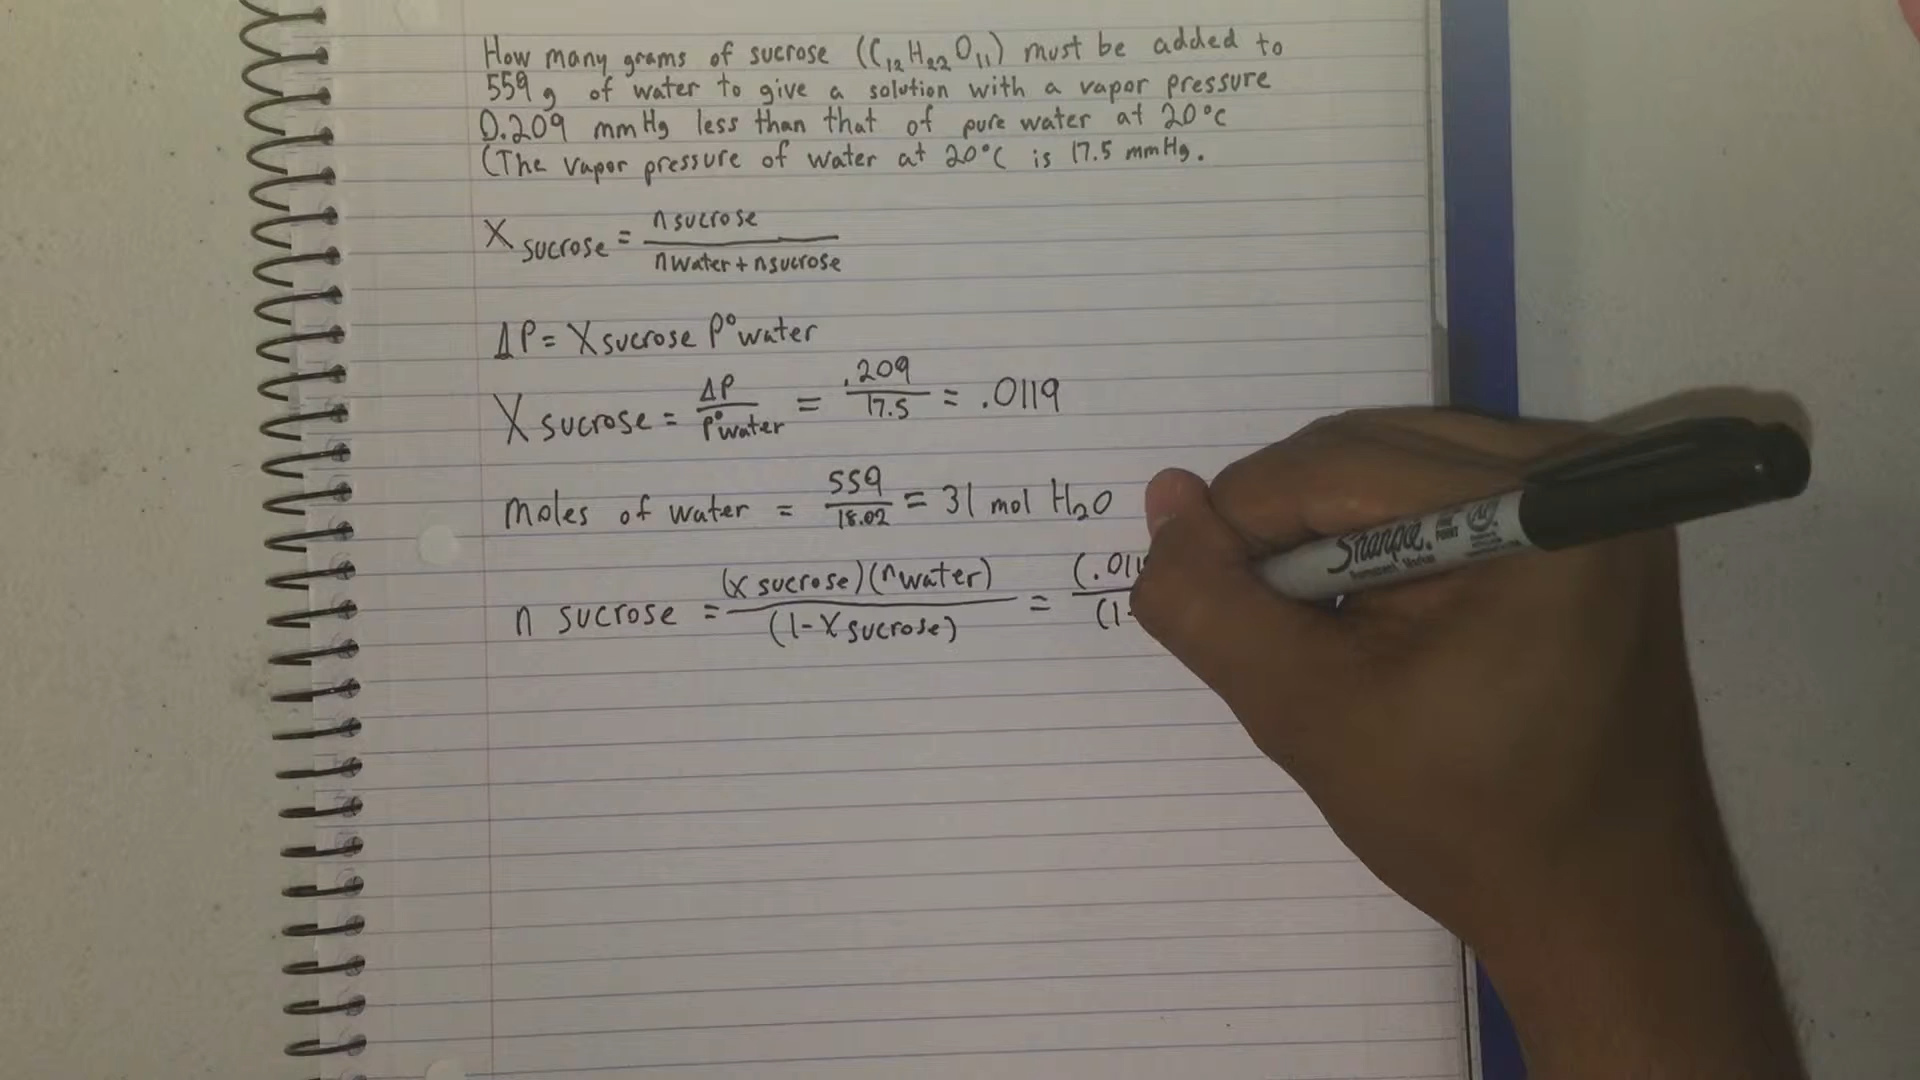 How many grams of sucrose (C₁₂H₂₂O₁₁) must be added to
559 g of water to give a solution with a vapor pressure
0.209 mmHg less than that of pure water at 20°C
(The vapor pressure of water at 20°C is 17.5 mmHg.
X sucrose = n sucrose / n water + n sucrose
ΔP = X sucrose P° water
X sucrose = ΔP / P° water = .209 / 17.5 = .0119
moles of water = 559 / 18.02 = 31 mol H₂O
n sucrose = (x sucrose)(n water) / (1 - X sucrose) = (.011 / (1-
Sharpie.